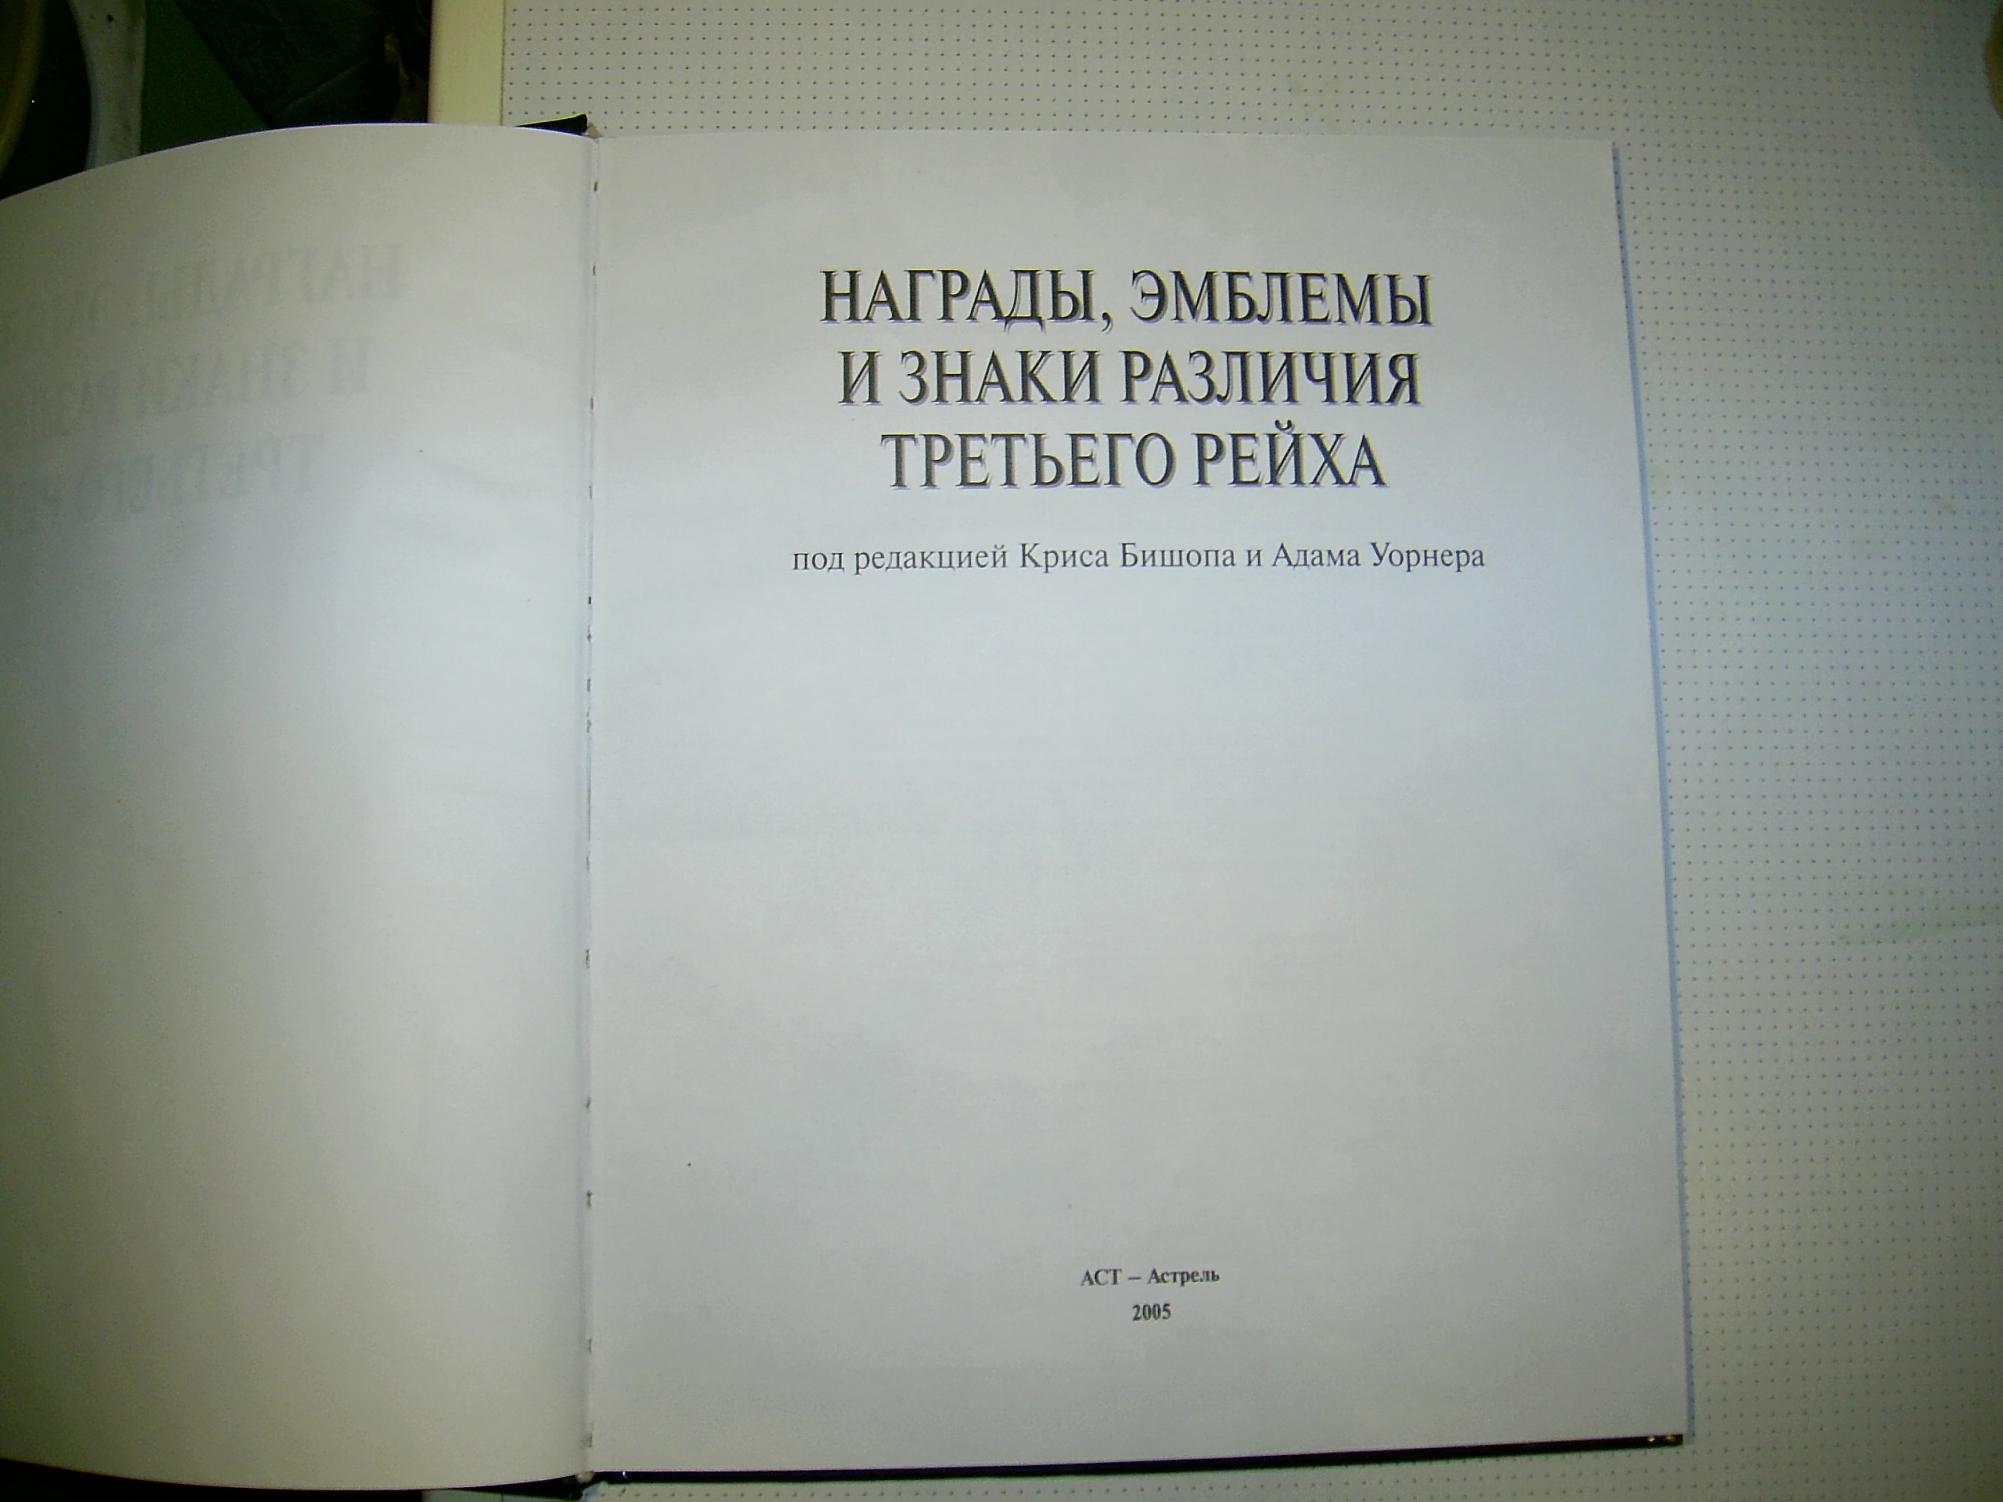 НАГРАДЫ, ЭМБЛЕМЫ
И ЗНАКИ РАЗЛИЧИЯ
ТРЕТЬЕГО РЕЙХА
под редакцией Криса Бишопа и Адама Уорнера
АСТ – Астрель
2005